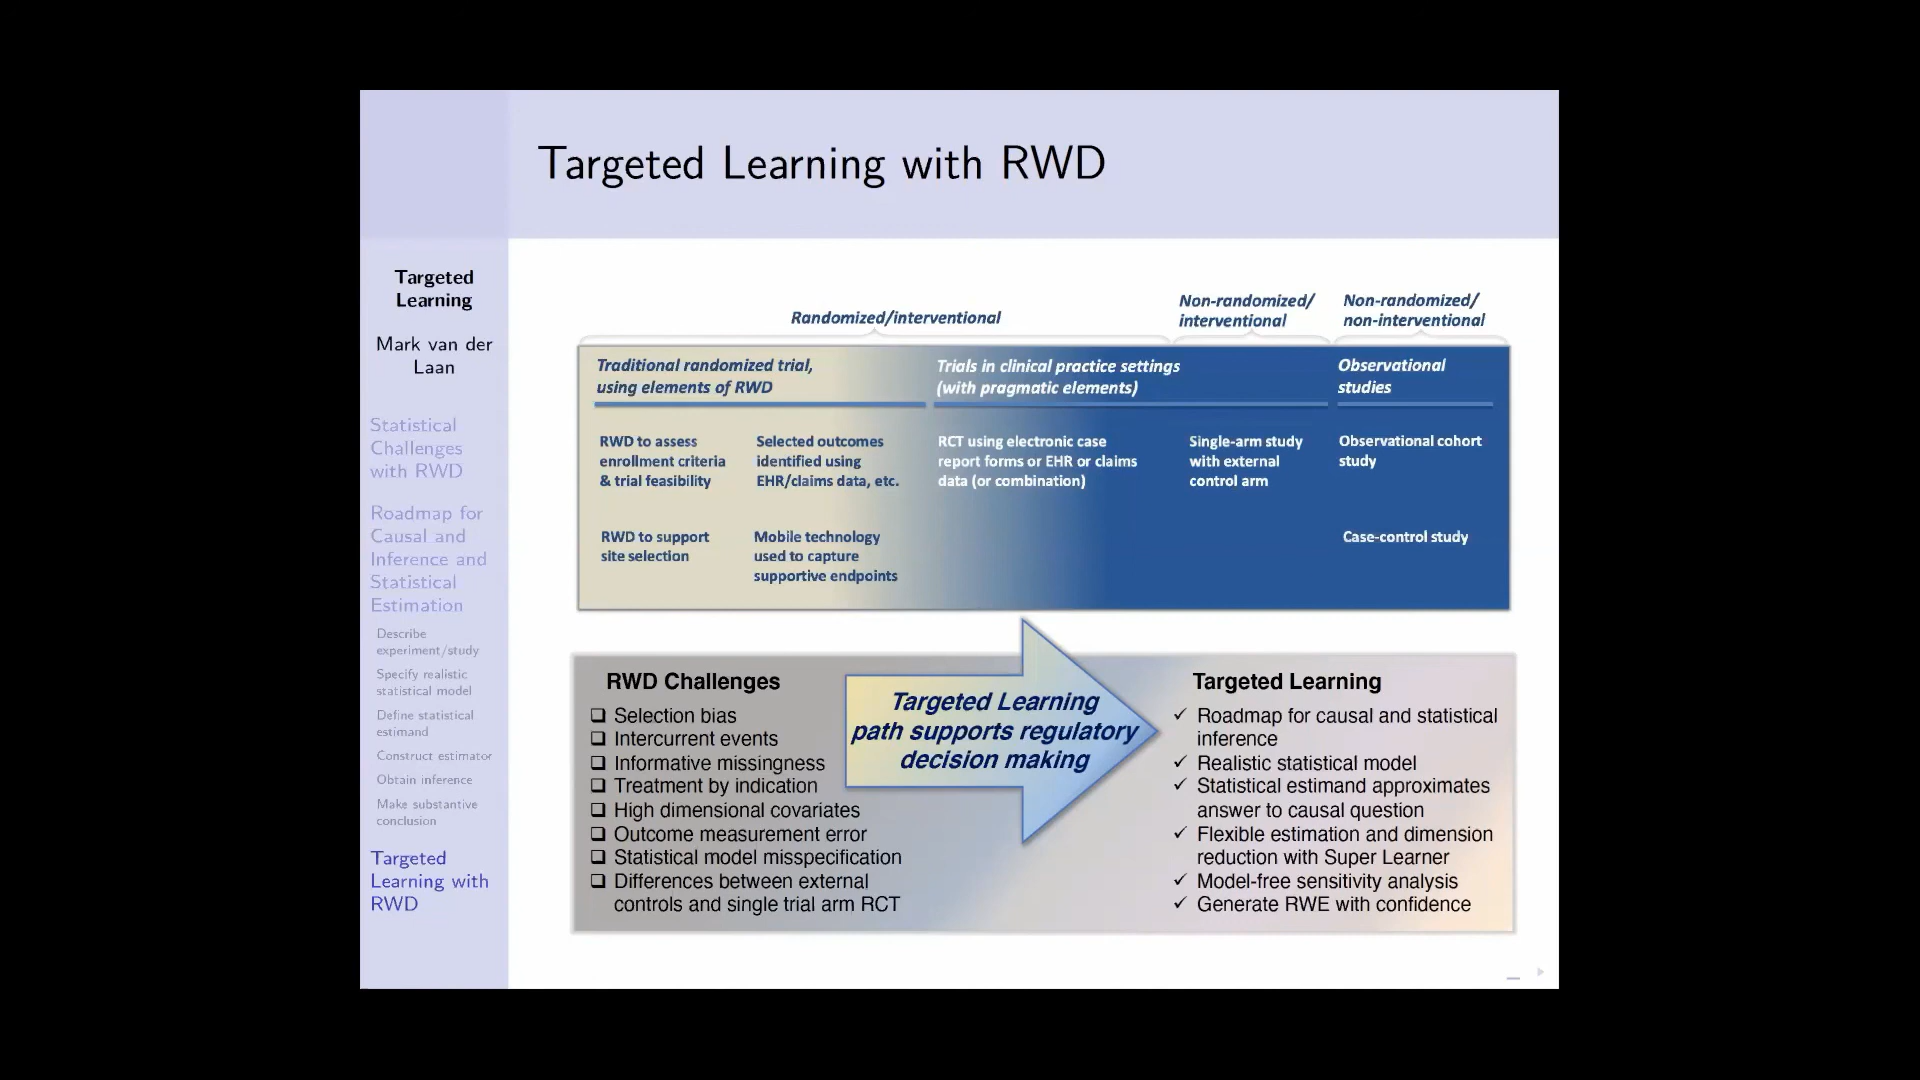 Targeted Learning with RWD
Targeted
Learning
Mark van der
Laan
Statistical
Challenges
with RWD
Roadmap for
Causal and
Inference and
Statistical
Estimation
Describe
experiment/study
Specify realistic
statistical model
Define statistical
estimand
Construct estimator
Obtain inference
Make substantive
conclusion
Targeted
Learning with
RWD
Randomized/interventional
Non-randomized/
interventional
Non-randomized/
non-interventional
Traditional randomized trial,
using elements of RWD
Trials in clinical practice settings
(with pragmatic elements)
Observational
studies
RWD to assess
enrollment criteria
& trial feasibility
Selected outcomes
identified using
EHR/claims data, etc.
RCT using electronic case
report forms or EHR or claims
data (or combination)
Single-arm study
with external
control arm
Observational cohort
study
RWD to support
site selection
Mobile technology
used to capture
supportive endpoints
Case-control study
RWD Challenges
Selection bias
Intercurrent events
Informative missingness
Treatment by indication
High dimensional covariates
Outcome measurement error
Statistical model misspecification
Differences between external
controls and single trial arm RCT
Targeted Learning
path supports regulatory
decision making
Targeted Learning
Roadmap for causal and statistical
inference
Realistic statistical model
Statistical estimand approximates
answer to causal question
Flexible estimation and dimension
reduction with Super Learner
Model-free sensitivity analysis
Generate RWE with confidence